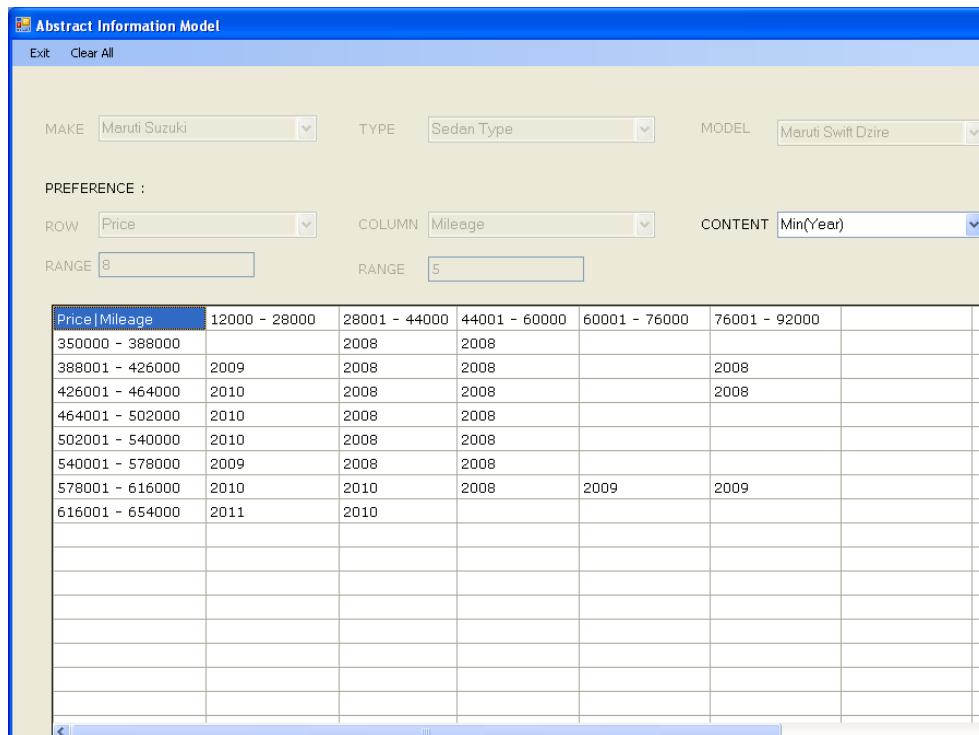 Abstract Information Model
Exit Clear All
MAKE Maruti Suzuki TYPE Sedan Type MODEL Maruti Swift Dzire
PREFERENCE :
ROW Price COLUMN Mileage CONTENT Min(Year)
RANGE 8 RANGE 5
Price|Mileage 12000 - 28000 28001 - 44000 44001 - 60000 60001 - 76000 76001 - 92000
350000 - 388000 2008 2008
388001 - 426000 2009 2008 2008 2008
426001 - 464000 2010 2008 2008 2008
464001 - 502000 2010 2008 2008
502001 - 540000 2010 2008 2008
540001 - 578000 2009 2008 2008
578001 - 616000 2010 2010 2008 2009 2009
616001 - 654000 2011 2010